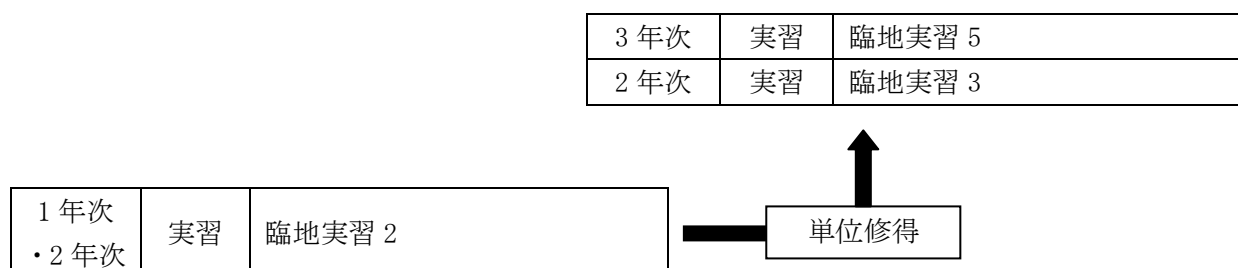 3 年次 実習 臨地実習 5
2 年次 実習 臨地実習 3
1 年次
・2 年次
実習 臨地実習 2
単位修得